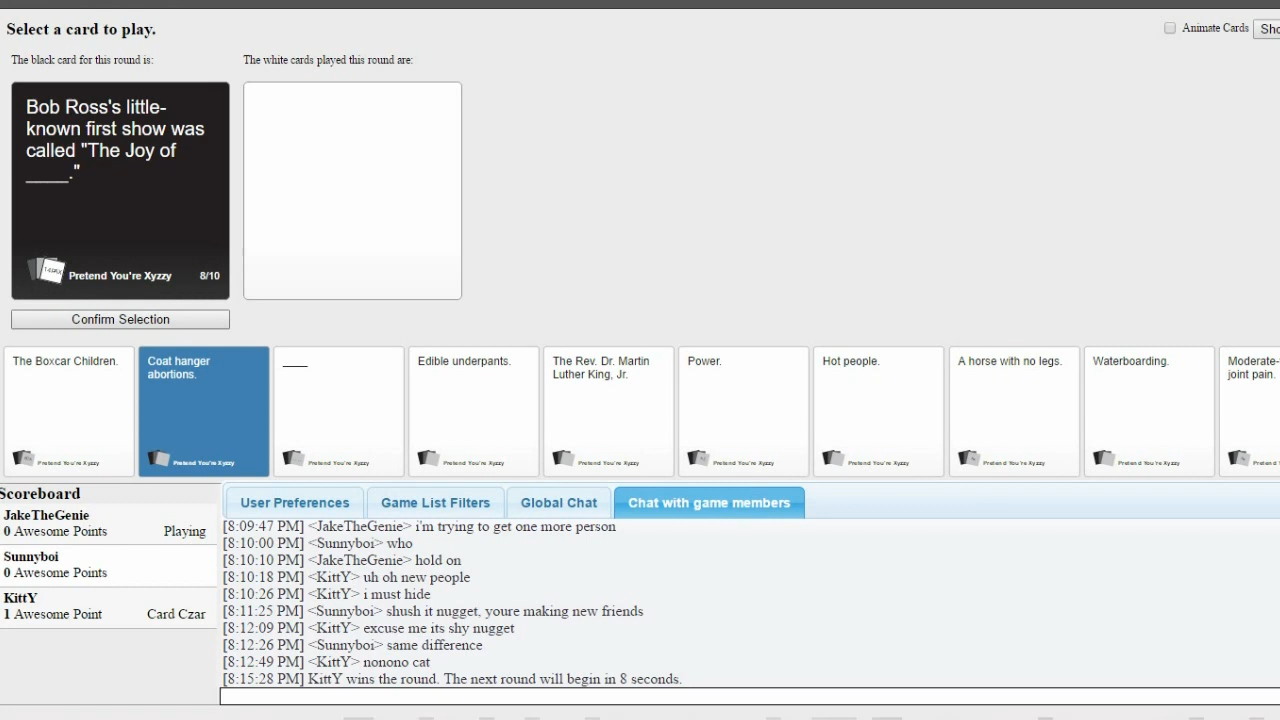 Select a card to play.
Animate Cards
Sho
The black card for this round is:
The white cards played this round are:
Bob Ross's little-
known first show was
called "The Joy of
____."
Pretend You're Xyzzy 8/10
Confirm Selection
The Boxcar Children.
Pretend You're Xyzzy
Coat hanger
abortions.
Pretend You're Xyzzy
____
Pretend You're Xyzzy
Edible underpants.
Pretend You're Xyzzy
The Rev. Dr. Martin
Luther King, Jr.
Pretend You're Xyzzy
Power.
Pretend You're Xyzzy
Hot people.
Pretend You're Xyzzy
A horse with no legs.
Pretend You're Xyzzy
Waterboarding.
Pretend You're Xyzzy
Moderate-
joint pain.
Pretend You're Xyzzy
Scoreboard
JakeTheGenie
0 Awesome Points Playing
Sunnyboi
0 Awesome Points
KittY
1 Awesome Point Card Czar
User Preferences
Game List Filters
Global Chat
Chat with game members
[8:09:47 PM] <JakeTheGenie> i'm trying to get one more person
[8:10:00 PM] <Sunnyboi> who
[8:10:10 PM] <JakeTheGenie> hold on
[8:10:18 PM] <KittY> uh oh new people
[8:10:26 PM] <KittY> i must hide
[8:11:25 PM] <Sunnyboi> shush it nugget, youre making new friends
[8:12:09 PM] <KittY> excuse me its shy nugget
[8:12:26 PM] <Sunnyboi> same difference
[8:12:49 PM] <KittY> nonono cat
[8:15:28 PM] KittY wins the round. The next round will begin in 8 seconds.